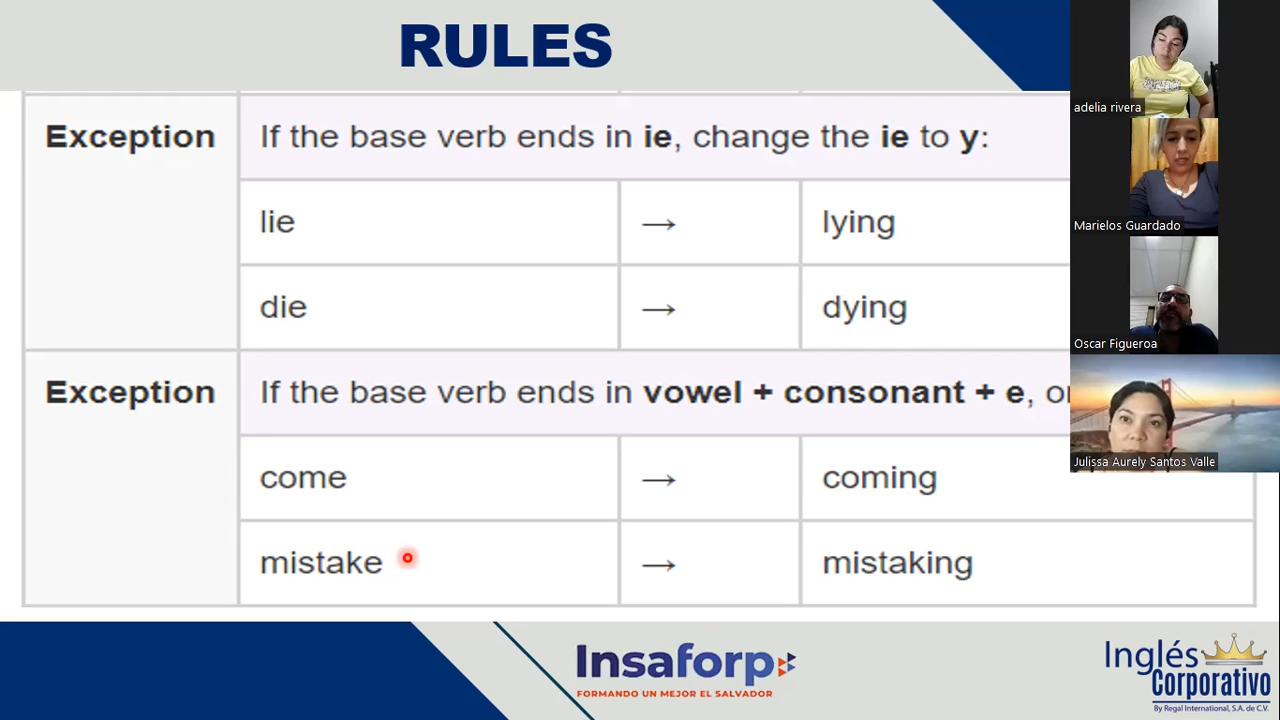 RULES
Exception
If the base verb ends in ie, change the ie to y:
lie → lying
die → dying
Exception
If the base verb ends in vowel + consonant + e,
come → coming
mistake → mistaking
adelia rivera
Marielos Guardado
Oscar Figueroa
Julissa Aurely Santos Valle
Insaforp
FORMANDO UN MEJOR EL SALVADOR
Inglés
Corporativo
By Regal International, S.A. de C.V.